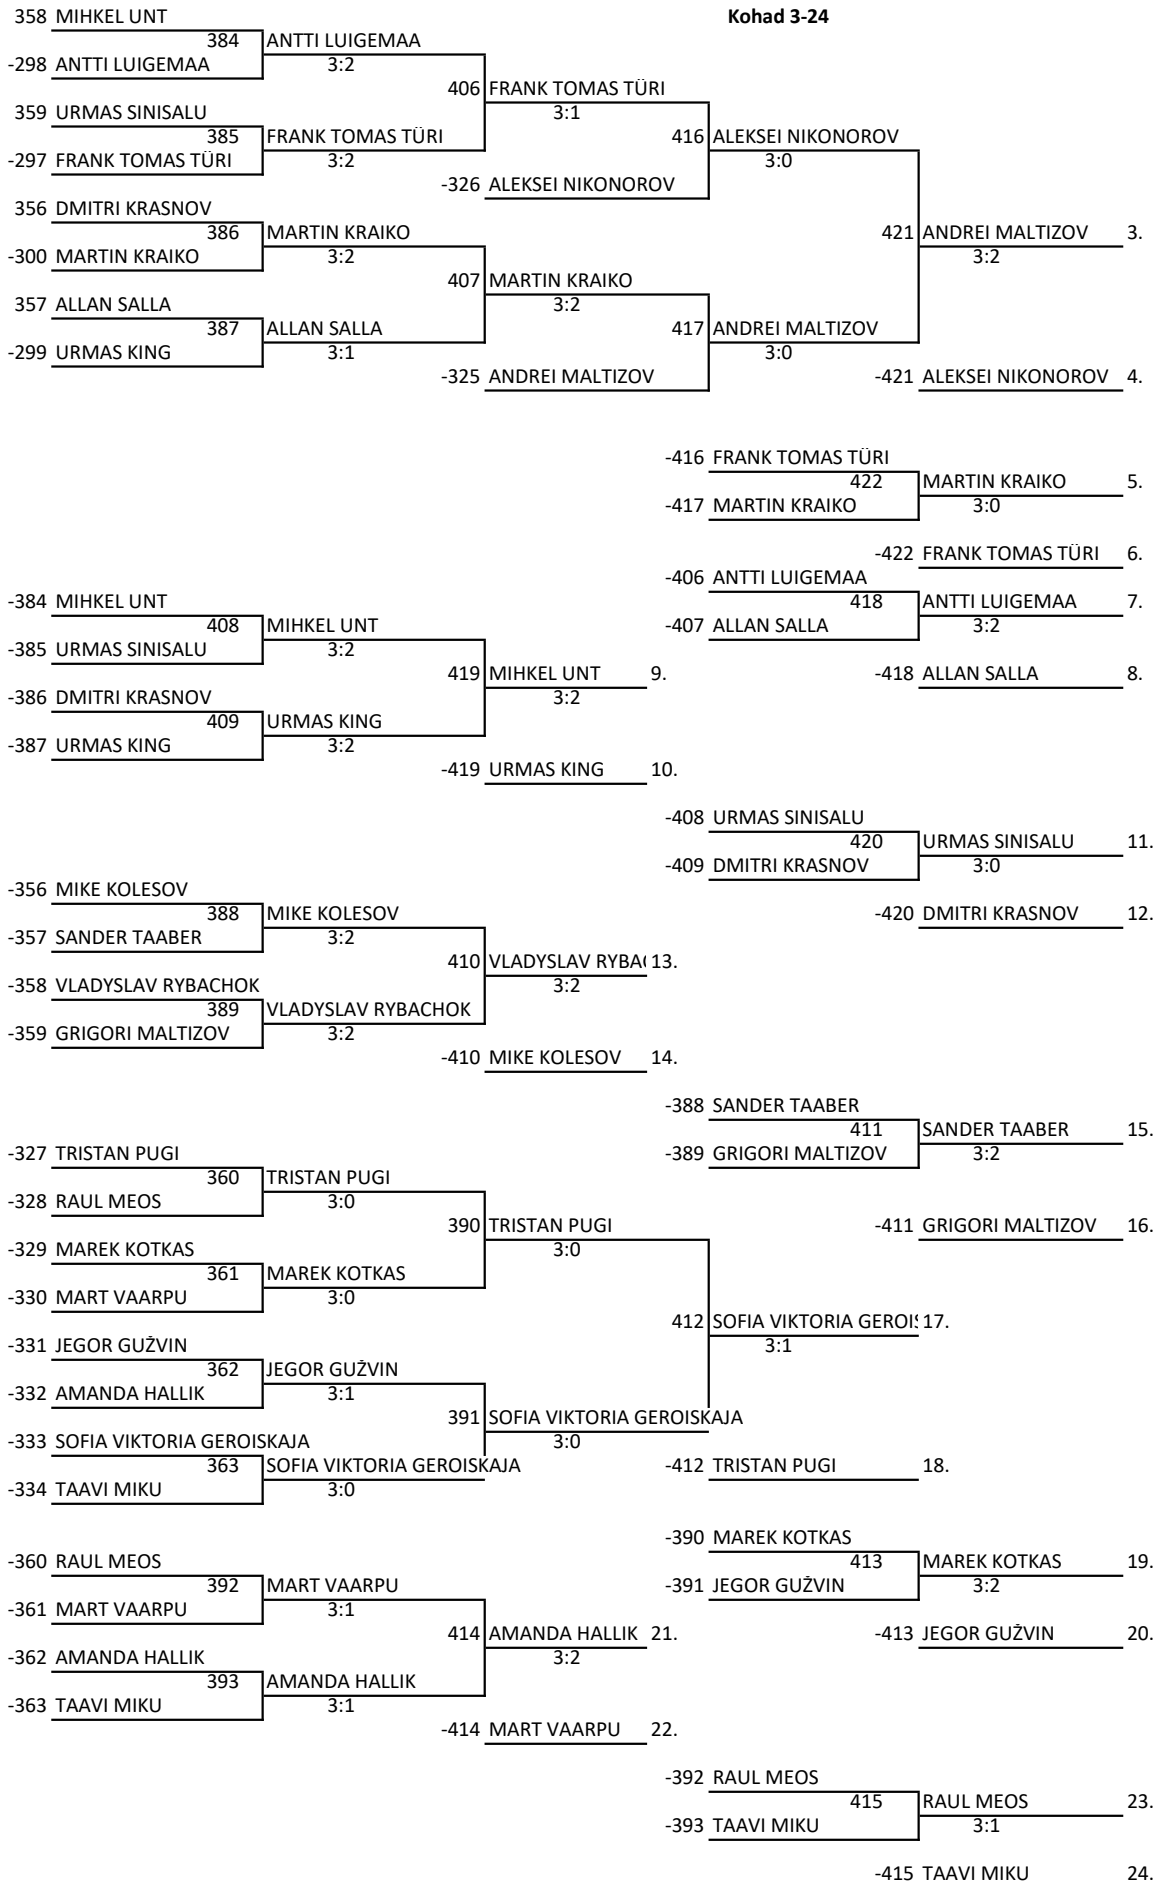 358 MIHKEL UNT Kohad 3-24
384 ANTTI LUIGEMAA
-298 ANTTI LUIGEMAA 3:2
406 FRANK TOMAS TÜRI
359 URMAS SINISALU 3:1
385 FRANK TOMAS TÜRI 416 ALEKSEI NIKONOROV
-297 FRANK TOMAS TÜRI 3:2 3:0
-326 ALEKSEI NIKONOROV
356 DMITRI KRASNOV
386 MARTIN KRAIKO 421 ANDREI MALTIZOV 3.
-300 MARTIN KRAIKO 3:2 3:2
407 MARTIN KRAIKO
357 ALLAN SALLA 3:2
387 ALLAN SALLA 417 ANDREI MALTIZOV
-299 URMAS KING 3:1 3:0
-325 ANDREI MALTIZOV -421 ALEKSEI NIKONOROV 4.
-416 FRANK TOMAS TÜRI
422 MARTIN KRAIKO 5.
-417 MARTIN KRAIKO 3:0
-422 FRANK TOMAS TÜRI 6.
-406 ANTTI LUIGEMAA
-384 MIHKEL UNT 418 ANTTI LUIGEMAA 7.
408 MIHKEL UNT -407 ALLAN SALLA 3:2
-385 URMAS SINISALU 3:2
419 MIHKEL UNT 9. -418 ALLAN SALLA 8.
-386 DMITRI KRASNOV 3:2
409 URMAS KING
-387 URMAS KING 3:2
-419 URMAS KING 10.
-408 URMAS SINISALU
420 URMAS SINISALU 11.
-409 DMITRI KRASNOV 3:0
-356 MIKE KOLESOV
388 MIKE KOLESOV -420 DMITRI KRASNOV 12.
-357 SANDER TAABER 3:2
410 VLADYSLAV RYBA 13.
-358 VLADYSLAV RYBACHOK 3:2
389 VLADYSLAV RYBACHOK
-359 GRIGORI MALTIZOV 3:2
-410 MIKE KOLESOV 14.
-388 SANDER TAABER
411 SANDER TAABER 15.
-327 TRISTAN PUGI -389 GRIGORI MALTIZOV 3:2
360 TRISTAN PUGI
-328 RAUL MEOS 3:0
390 TRISTAN PUGI -411 GRIGORI MALTIZOV 16.
-329 MAREK KOTKAS 3:0
361 MAREK KOTKAS
-330 MART VAARPU 3:0
412 SOFIA VIKTORIA GEROI 17.
-331 JEGOR GUŽVIN 3:1
362 JEGOR GUŽVIN
-332 AMANDA HALLIK 3:1
391 SOFIA VIKTORIA GEROISKAJA
-333 SOFIA VIKTORIA GEROISKAJA 3:0
363 SOFIA VIKTORIA GEROISKAJA -412 TRISTAN PUGI 18.
-334 TAAVI MIKU 3:0
-390 MAREK KOTKAS
-360 RAUL MEOS 413 MAREK KOTKAS 19.
392 MART VAARPU -391 JEGOR GUŽVIN 3:2
-361 MART VAARPU 3:1
414 AMANDA HALLIK 21. -413 JEGOR GUŽVIN 20.
-362 AMANDA HALLIK 3:2
393 AMANDA HALLIK
-363 TAAVI MIKU 3:1
-414 MART VAARPU 22.
-392 RAUL MEOS
415 RAUL MEOS 23.
-393 TAAVI MIKU 3:1
-415 TAAVI MIKU 24.